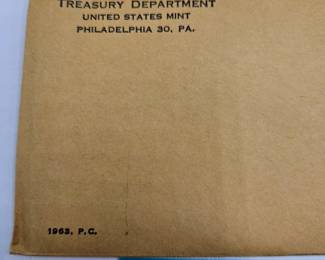 TREASURY DEPARTMENT
UNITED STATES MINT
PHILADELPHIA 30, PA.
1963, P.C.